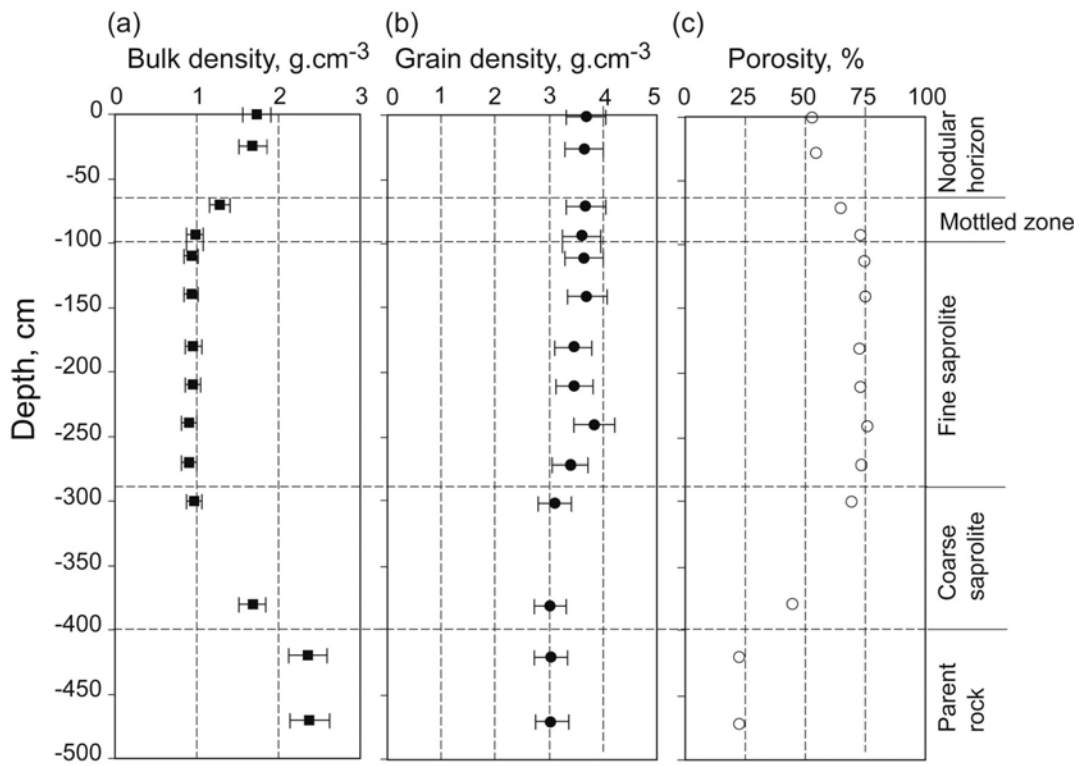 (a)
(b)
(c)
Bulk density, g.cm-3
Grain density, g.cm-3
Porosity, %
0 1 2 3
0 0 1 2 3 4 5
0 25 50 75 100
Depth, cm
0
-50
-100
-150
-200
-250
-300
-350
-400
-450
-500
Nodular
horizon
Mottled zone
Fine saprolite
Coarse
saprolite
Parent
rock